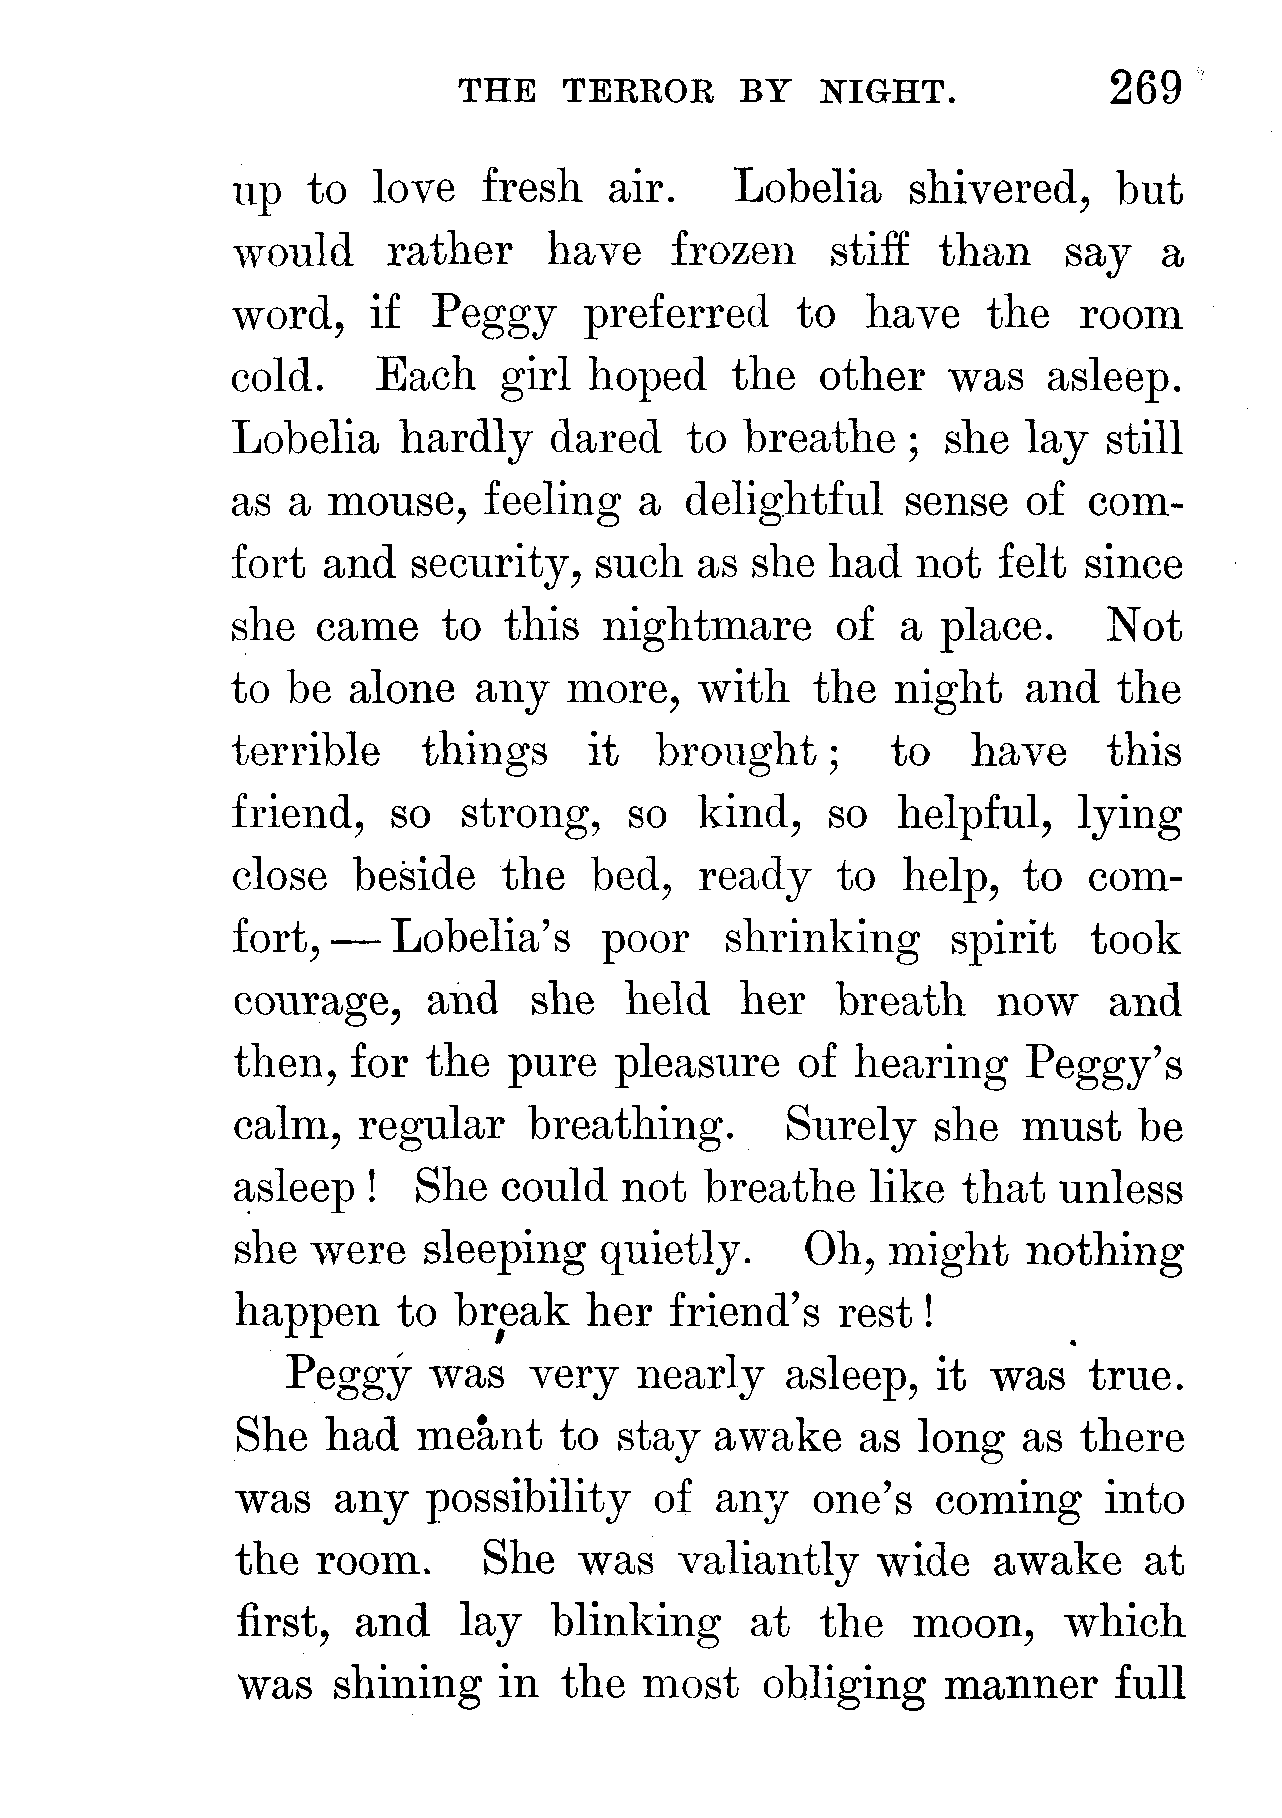 THE TERROR BY NIGHT. 269
up to love fresh air. Lobelia shivered, but
would rather have frozen stiff than say a
word, if Peggy preferred to have the room
cold. Each girl hoped the other was asleep.
Lobelia hardly dared to breathe ; she lay still
as a mouse, feeling a delightful sense of com-
fort and security, such as she had not felt since
she came to this nightmare of a place. Not
to be alone any more, with the night and the
terrible things it brought ; to have this
friend, so strong, so kind, so helpful, lying
close beside the bed, ready to help, to com-
fort, — Lobelia's poor shrinking spirit took
courage, and she held her breath now and
then, for the pure pleasure of hearing Peggy's
calm, regular breathing. Surely she must be
asleep ! She could not breathe like that unless
she were sleeping quietly. Oh, might nothing
happen to break her friend's rest !
Peggy was very nearly asleep, it was true.
She had meant to stay awake as long as there
was any possibility of any one's coming into
the room. She was valiantly wide awake at
first, and lay blinking at the moon, which
was shining in the most obliging manner full